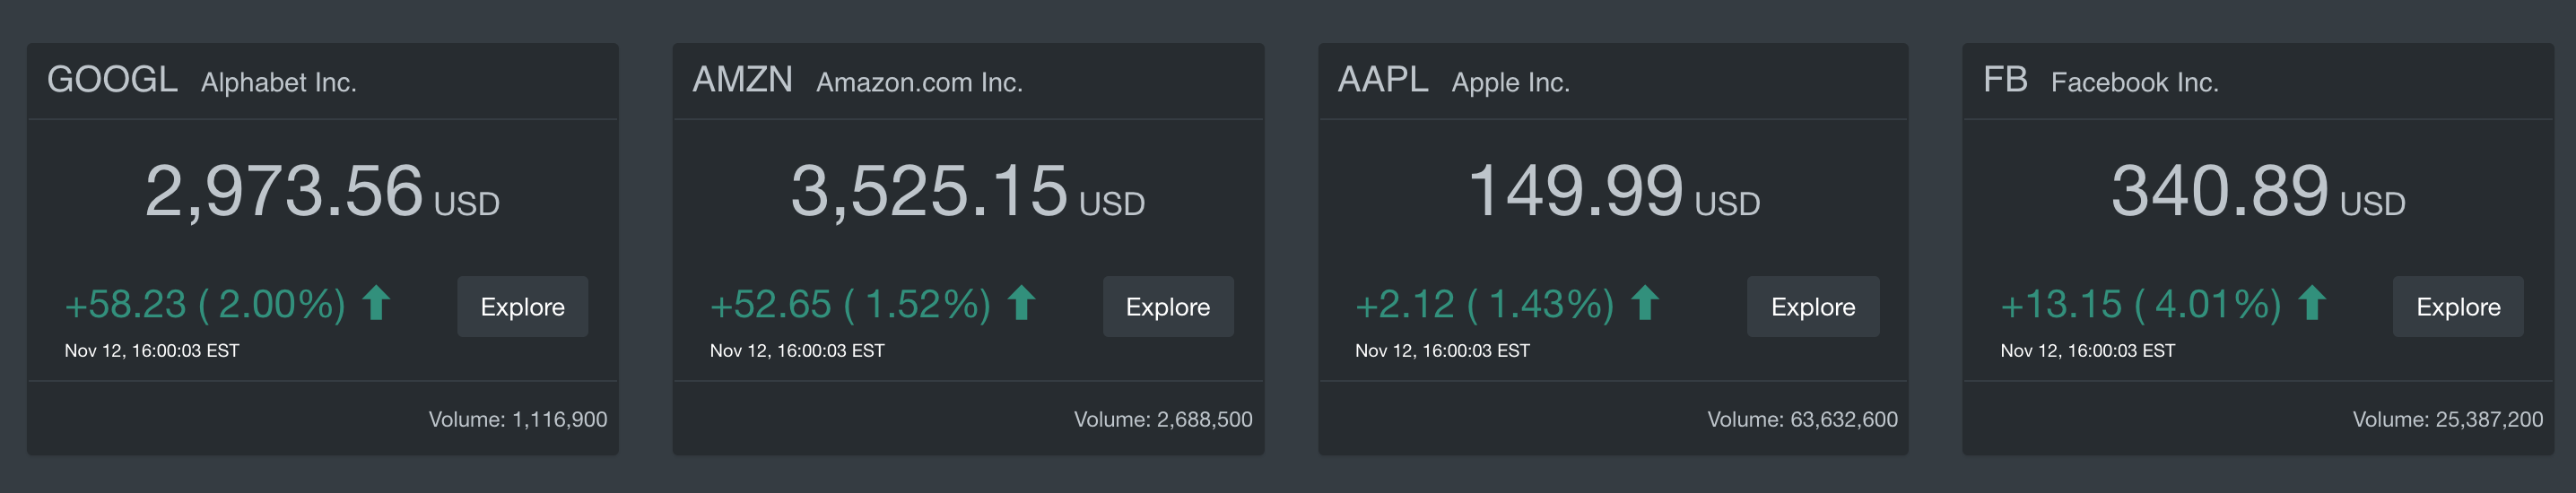 GOOGL Alphabet Inc.
2,973.56 USD
+58.23 ( 2.00%)
Explore
Nov 12, 16:00:03 EST
Volume: 1,116,900
AMZN Amazon.com Inc.
3,525.15 USD
+52.65 ( 1.52%)
Explore
Nov 12, 16:00:03 EST
Volume: 2,688,500
AAPL Apple Inc.
149.99 USD
+2.12 ( 1.43%)
Explore
Nov 12, 16:00:03 EST
Volume: 63,632,600
FB Facebook Inc.
340.89 USD
+13.15 ( 4.01%)
Explore
Nov 12, 16:00:03 EST
Volume: 25,387,200